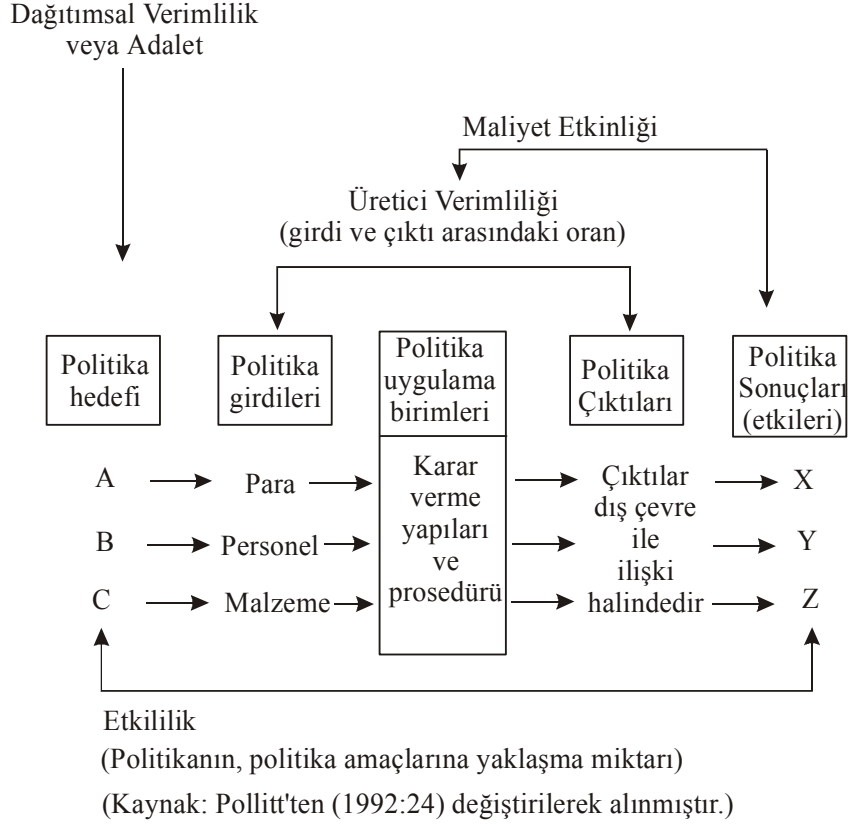 Dağıtımsal Verimlilik
veya Adalet
Maliyet Etkinliği
Üretici Verimliliği
(girdi ve çıktı arasındaki oran)
Politika
hedefi
Politika
girdileri
Politika
uygulama
birimleri
Politika
Çıktıları
Politika
Sonuçları
(etkileri)
A
Para
Karar
verme
yapıları
ve
prosedürü
Çıktılar
dış çevre
ile
ilişki
halindedir
X
B
Personel
Y
C
Malzeme
Z
Etkililik
(Politikanın, politika amaçlarına yaklaşma miktarı)
(Kaynak: Pollitt'ten (1992:24) değiştirilerek alınmıştır.)